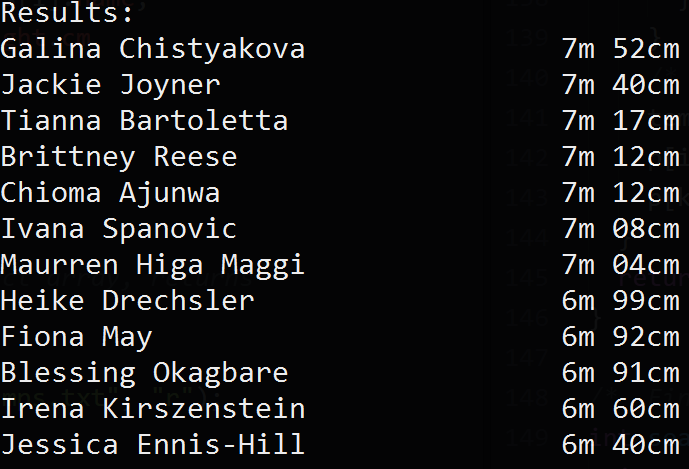 Results:
Galina Chistyakova 7m 52cm
Jackie Joyner 7m 40cm
Tianna Bartoletta 7m 17cm
Brittney Reese 7m 12cm
Chioma Ajunwa 7m 12cm
Ivana Spanovic 7m 08cm
Maurren Higa Maggi 7m 04cm
Heike Drechsler 6m 99cm
Fiona May 6m 92cm
Blessing Okagbare 6m 91cm
Irena Kirszenstein 6m 60cm
Jessica Ennis-Hill 6m 40cm